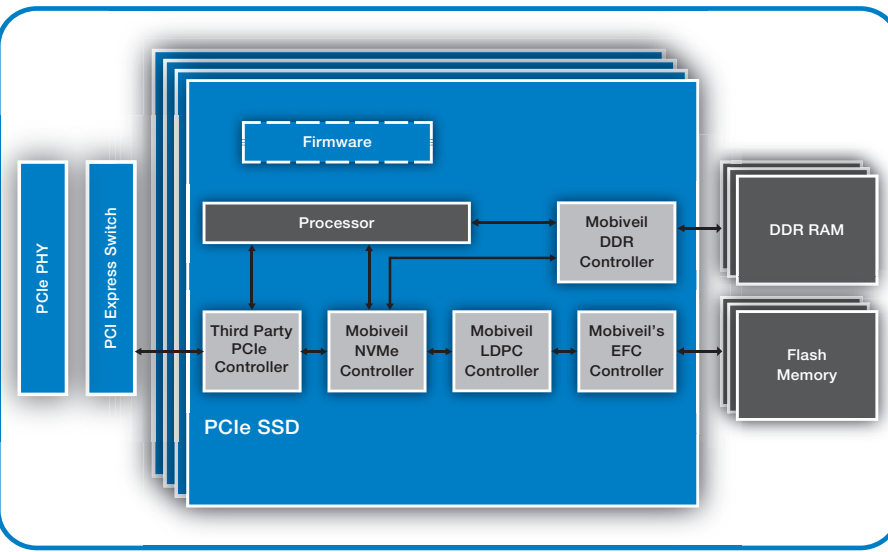 Firmware
Processor
Mobiveil
DDR
Controller
DDR RAM
PCIe PHY
PCI Express Switch
Third Party
PCIe
Controller
Mobiveil
NVMe
Controller
Mobiveil
LDPC
Controller
Mobiveil's
EFC
Controller
Flash
Memory
PCIe SSD